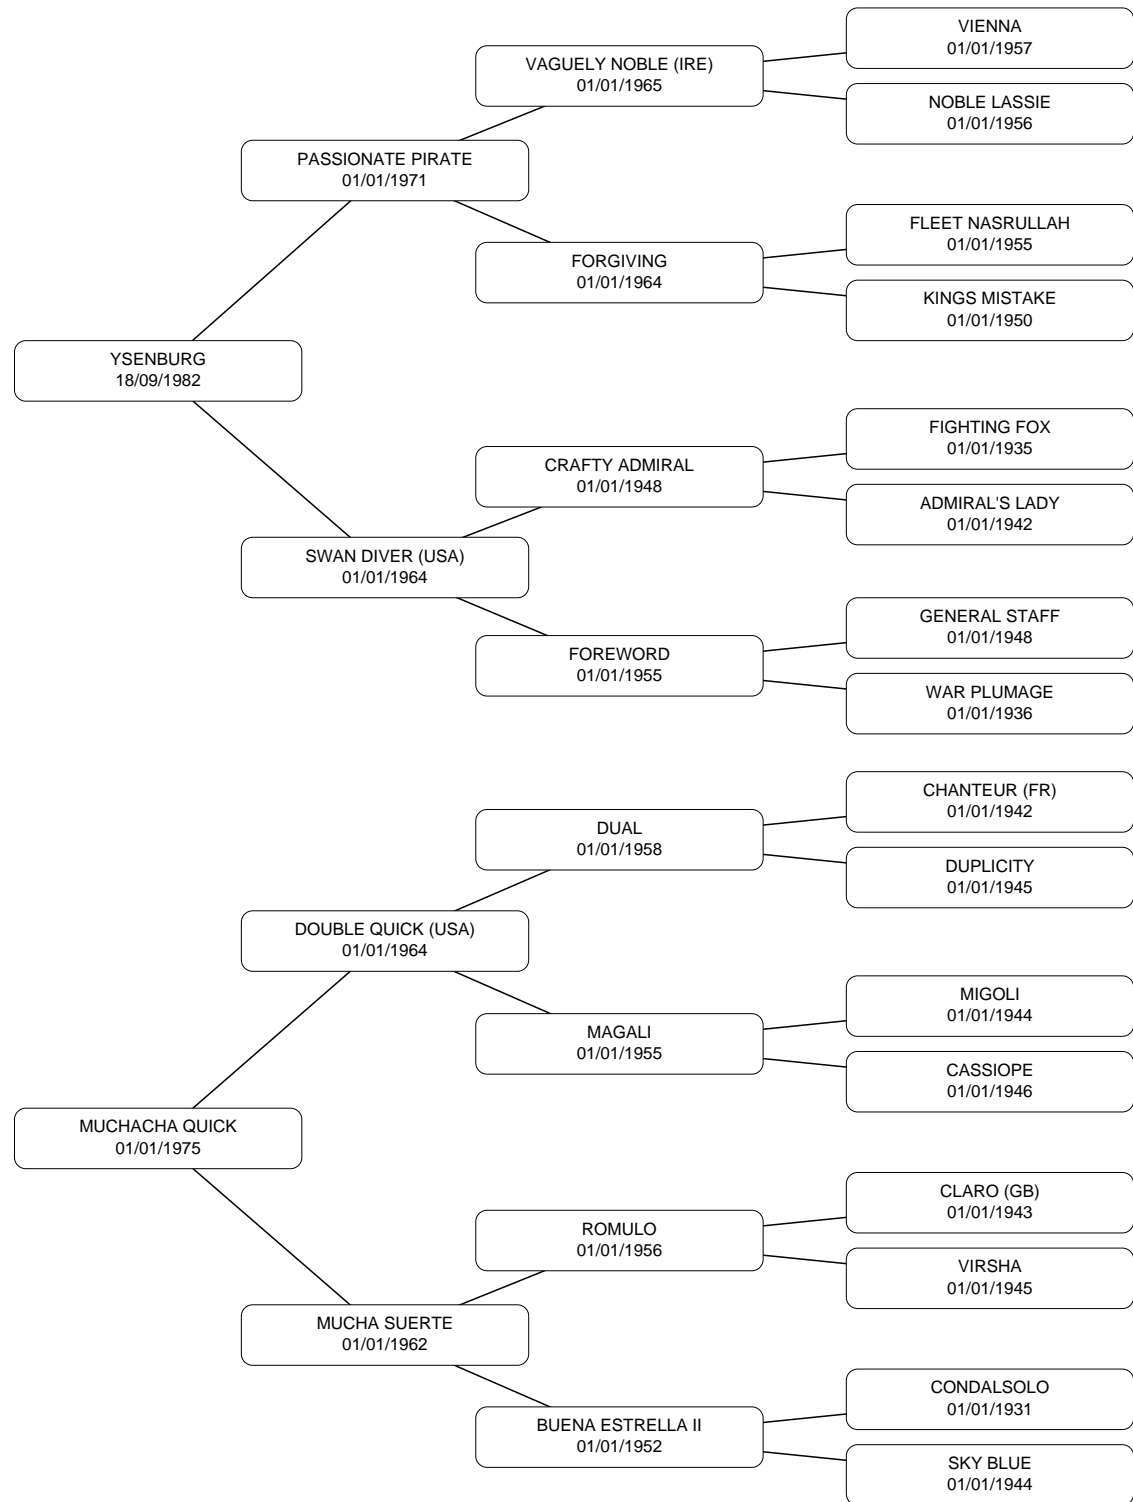 VIENNA
01/01/1957
VAGUELY NOBLE (IRE)
01/01/1965
NOBLE LASSIE
01/01/1956
PASSIONATE PIRATE
01/01/1971
FLEET NASRULLAH
01/01/1955
FORGIVING
01/01/1964
KINGS MISTAKE
01/01/1950
YSENBURG
18/09/1982
FIGHTING FOX
01/01/1935
CRAFTY ADMIRAL
01/01/1948
ADMIRAL'S LADY
01/01/1942
SWAN DIVER (USA)
01/01/1964
GENERAL STAFF
01/01/1948
FOREWORD
01/01/1955
WAR PLUMAGE
01/01/1936
CHANTEUR (FR)
01/01/1942
DUAL
01/01/1958
DUPLICITY
01/01/1945
DOUBLE QUICK (USA)
01/01/1964
MIGOLI
01/01/1944
MAGALI
01/01/1955
CASSIOPE
01/01/1946
MUCHACHA QUICK
01/01/1975
CLARO (GB)
01/01/1943
ROMULO
01/01/1956
VIRSHA
01/01/1945
MUCHA SUERTE
01/01/1962
CONDALSOLO
01/01/1931
BUENA ESTRELLA II
01/01/1952
SKY BLUE
01/01/1944